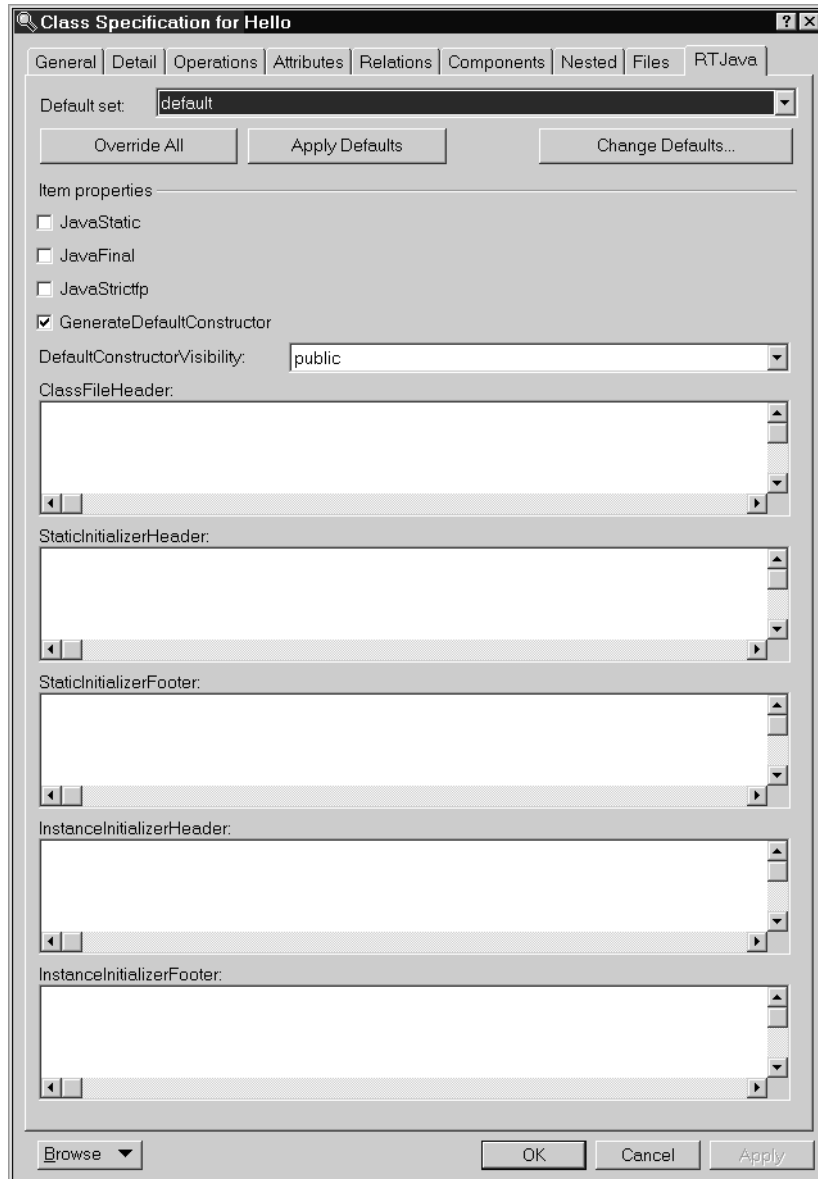 Class Specification for Hello
General Detail Operations Attributes Relations Components Nested Files RTJava
Default set: default
Override All Apply Defaults Change Defaults...
Item properties
JavaStatic
JavaFinal
JavaStrictfp
GenerateDefaultConstructor
DefaultConstructorVisibility: public
ClassFileHeader:
StaticInitializerHeader:
StaticInitializerFooter:
InstanceInitializerHeader:
InstanceInitializerFooter:
Browse OK Cancel Apply